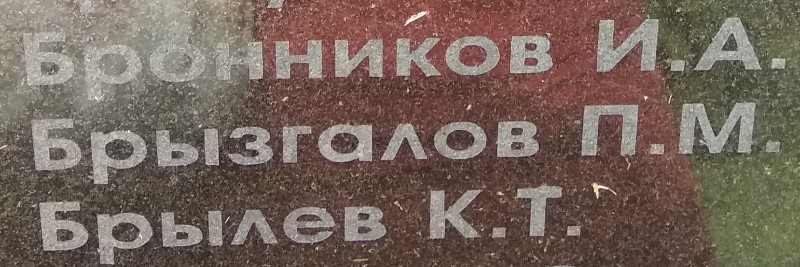 Бронников И.А.
Брызгалов П.М.
Брылев К.Т.